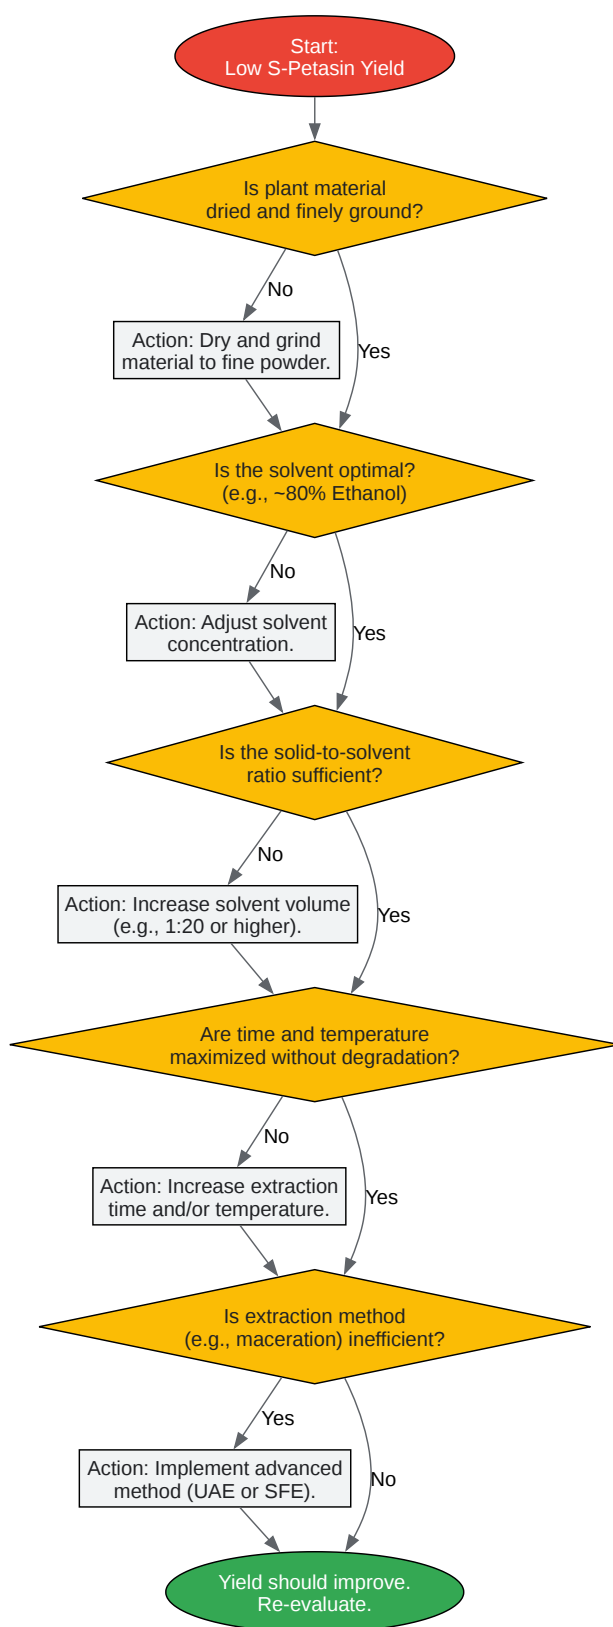 Start:
Low S-Petasin Yield
Is plant material
dried and finely ground?
No
Action: Dry and grind
material to fine powder.
Yes
Is the solvent optimal?
(e.g., ~80% Ethanol)
No
Action: Adjust solvent
concentration.
Yes
Is the solid-to-solvent
ratio sufficient?
No
Action: Increase solvent volume
(e.g., 1:20 or higher).
Yes
Are time and temperature
maximized without degradation?
No
Action: Increase extraction
time and/or temperature.
Yes
Is extraction method
(e.g., maceration) inefficient?
Yes
Action: Implement advanced
method (UAE or SFE).
No
Yield should improve.
Re-evaluate.